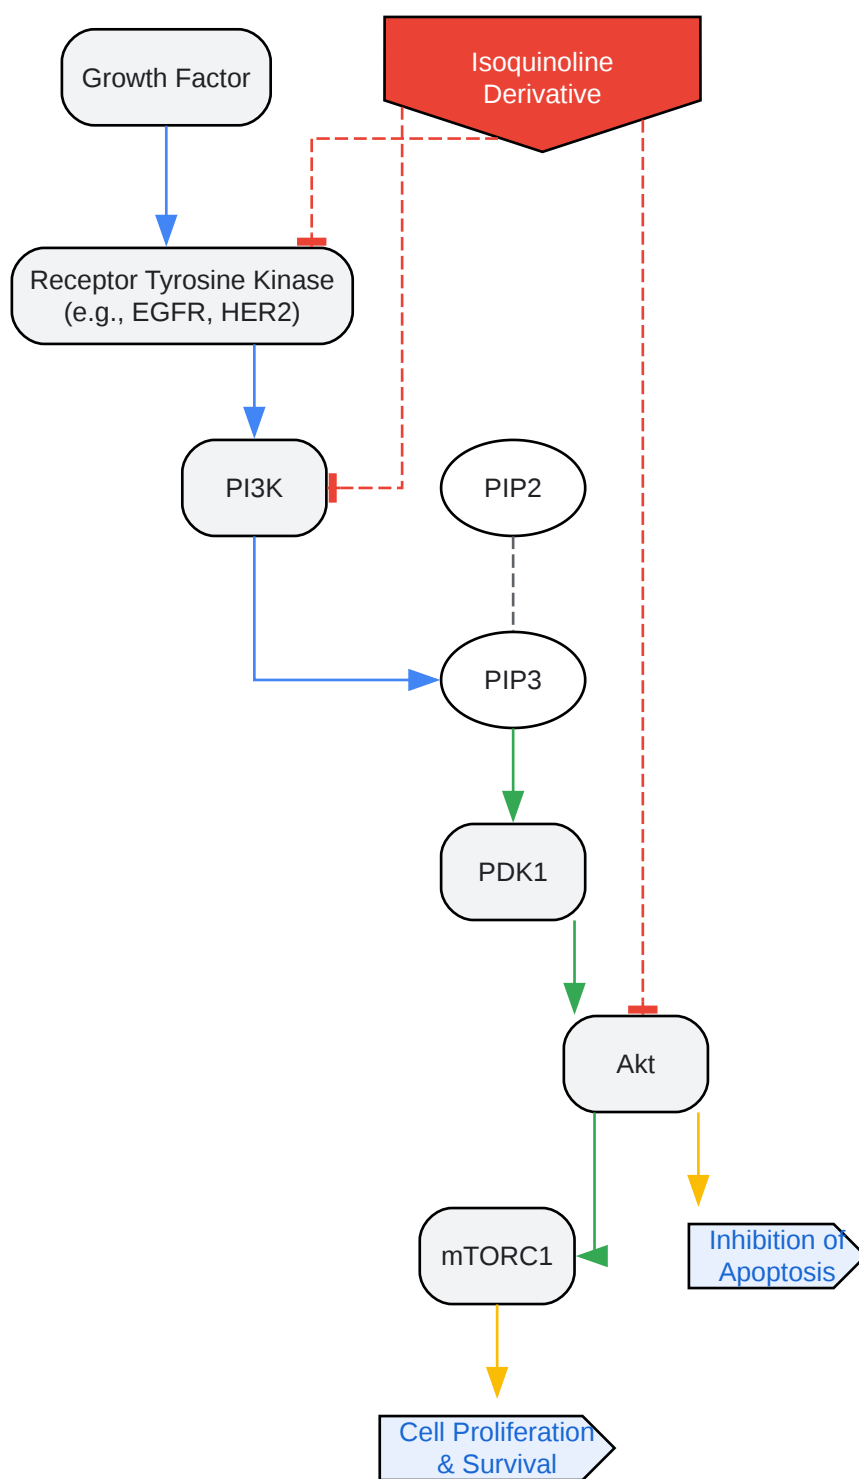 Growth Factor
Isoquinoline
Derivative
Receptor Tyrosine Kinase
(e.g., EGFR, HER2)
PI3K
PIP2
PIP3
PDK1
Akt
mTORC1
Inhibition of
Apoptosis
Cell Proliferation
& Survival